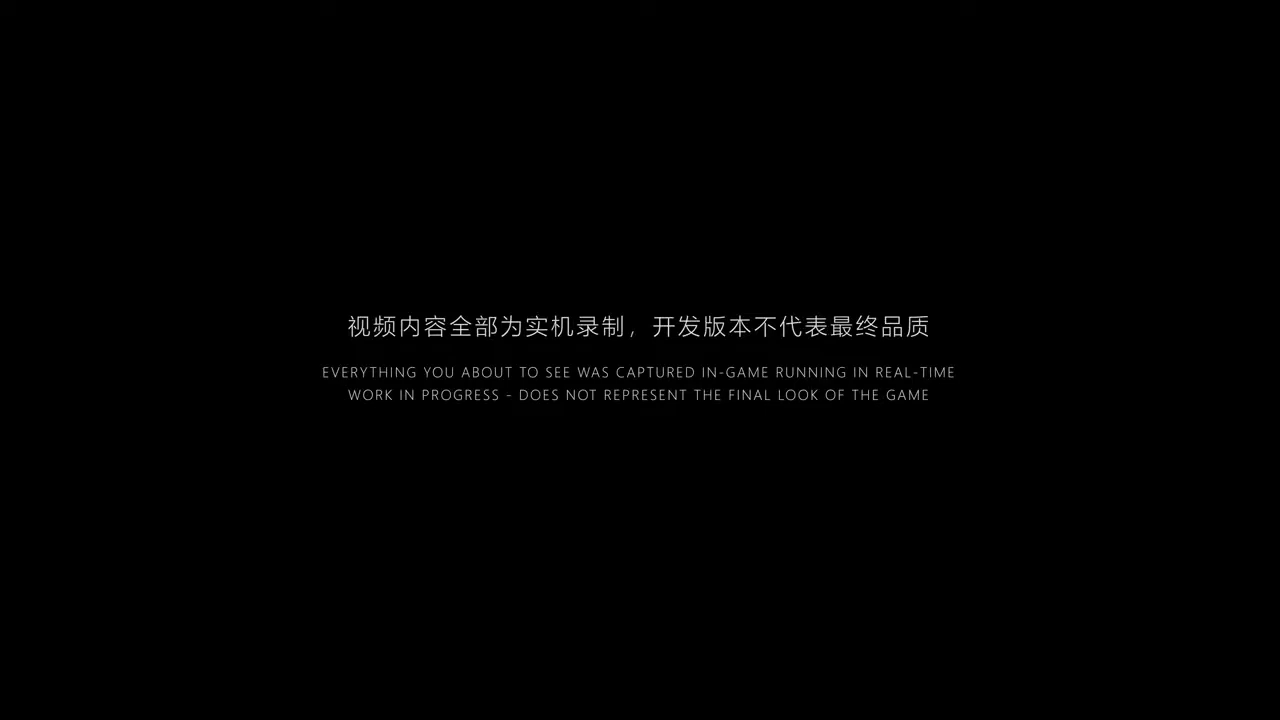 视频内容全部为实机录制，开发版本不代表最终品质
EVERYTHING YOU ABOUT TO SEE WAS CAPTURED IN-GAME RUNNING IN REAL-TIME
WORK IN PROGRESS - DOES NOT REPRESENT THE FINAL LOOK OF THE GAME